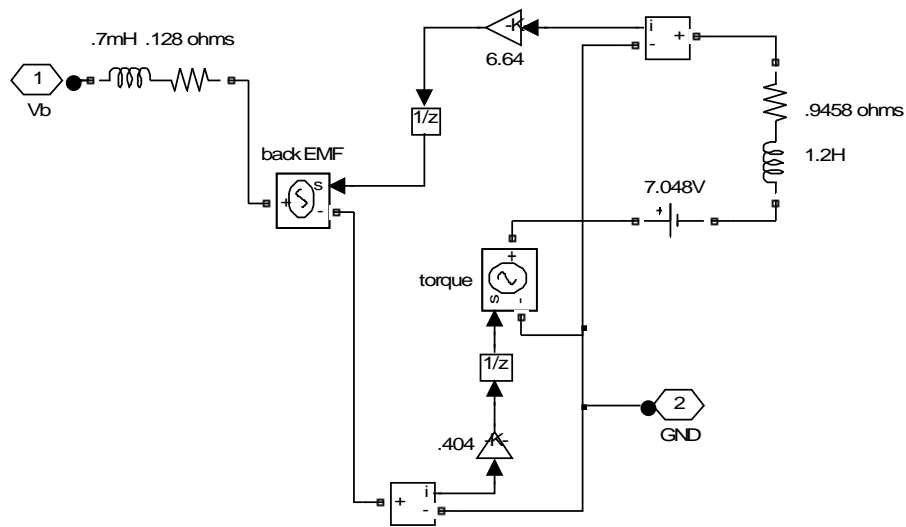 .7mH .128 ohms
1
Vb
-K-
6.64
i
-
+
.9458 ohms
1.2H
1/z
back EMF
s
+
-
7.048V
+
torque
+
s
-
1/z
.404
-K-
2
GND
+
i
-